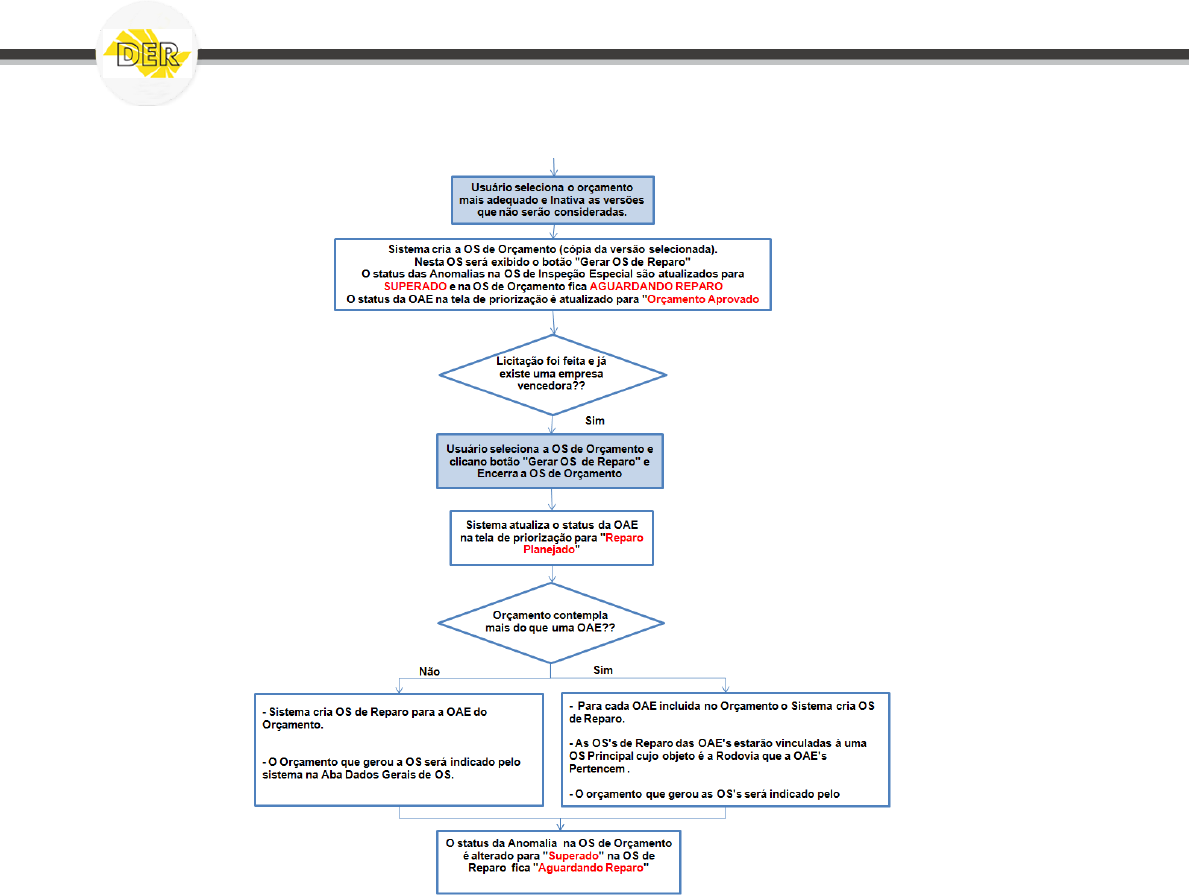 DER
Usuário seleciona o orçamento
mais adequado e Inativa as versões
que não serão consideradas.
Sistema cria a OS de Orçamento (cópia da versão selecionada).
Nesta OS será exibido o botão "Gerar OS de Reparo"
O status das Anomalias na OS de Inspeção Especial são atualizados para
SUPERADO e na OS de Orçamento fica AGUARDANDO REPARO
O status da OAE na tela de priorização é atualizado para "Orçamento Aprovado
Licitação foi feita e já
existe uma empresa
vencedora??
Sim
Usuário seleciona a OS de Orçamento e
clicano botão "Gerar OS de Reparo" e
Encerra a OS de Orçamento
Sistema atualiza o status da OAE
na tela de priorização para "Reparo
Planejado"
Orçamento contempla
mais do que uma OAE??
Não
Sim
- Sistema cria OS de Reparo para a OAE do
Orçamento.
- O Orçamento que gerou a OS será indicado pelo
sistema na Aba Dados Gerais de OS.
- Para cada OAE incluida no Orçamento o Sistema cria OS
de Reparo.
- As OS's de Reparo das OAE's estarão vinculadas à uma
OS Principal cujo objeto é a Rodovia que a OAE's
Pertencem .
- O orçamento que gerou as OS's será indicado pelo
O status da Anomalia na OS de Orçamento
é alterado para "Superado" na OS de
Reparo fica "Aguardando Reparo"